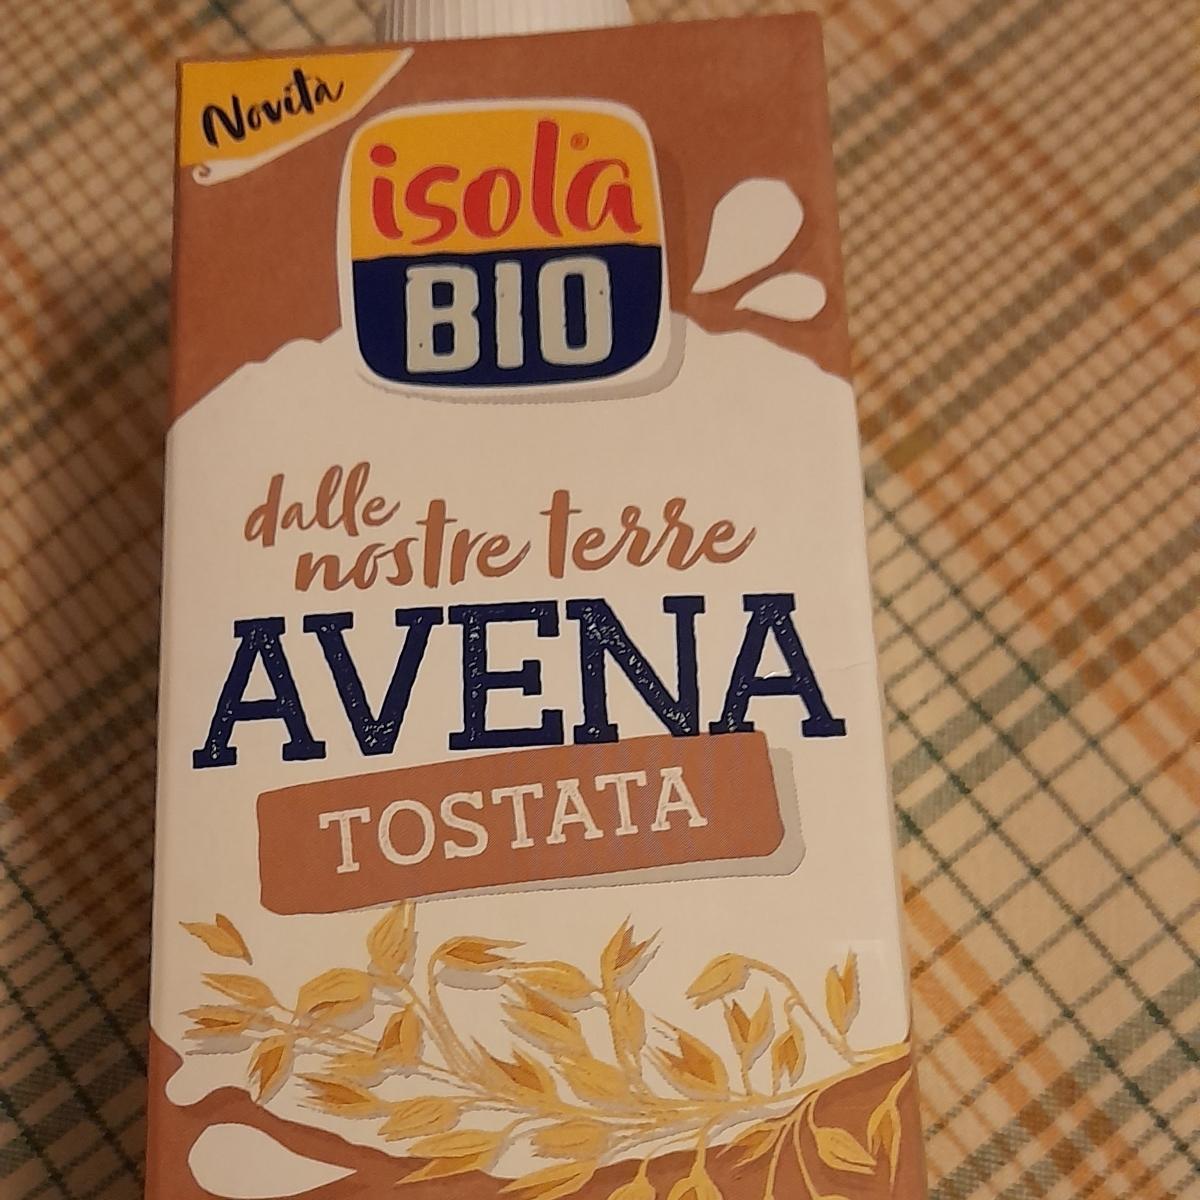 Novità
isola®
BIO
dalle
nostre terre
AVENA
TOSTATA